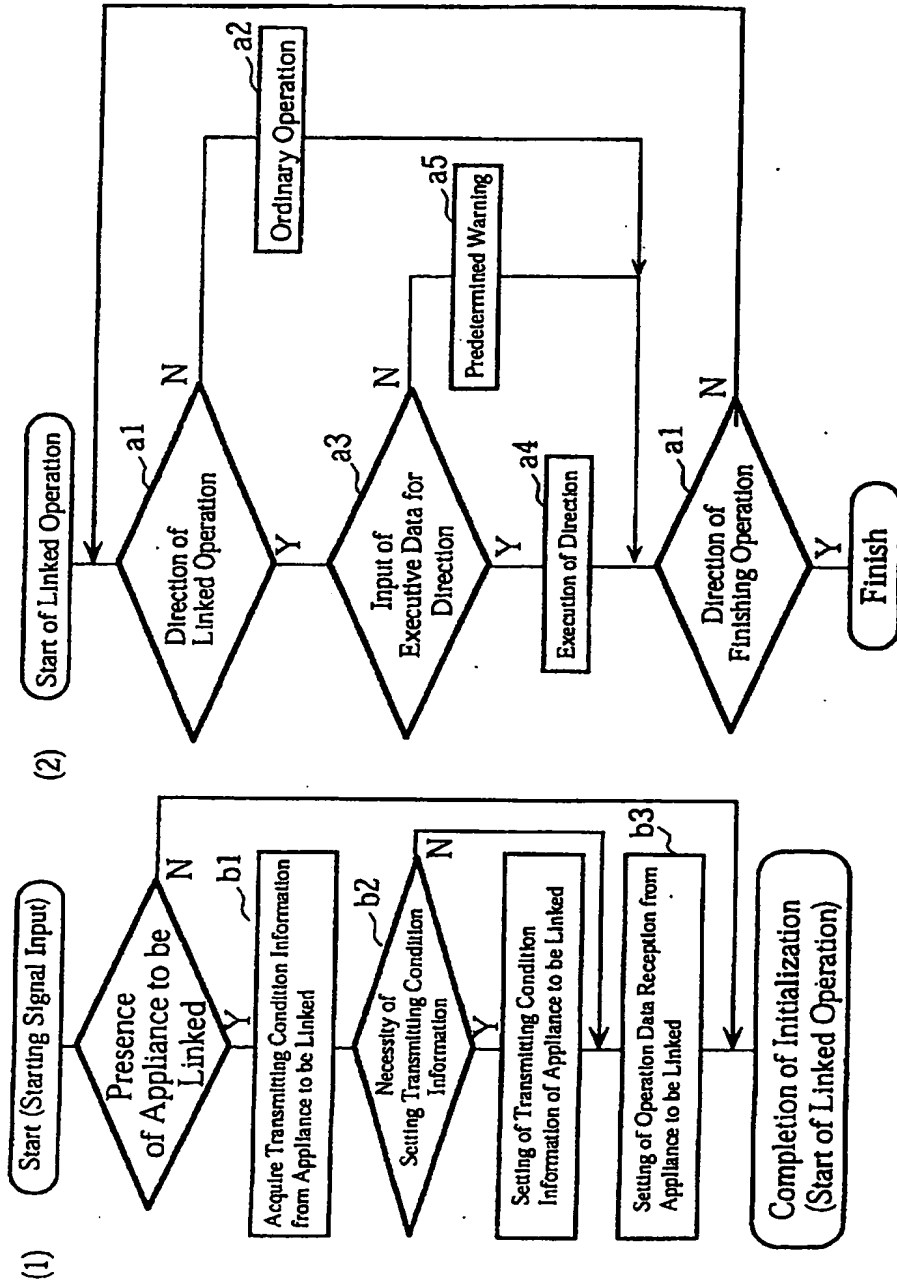 (1)
Start (Starting Signal Input)
Presence
of Appliance to be
Linked
N
Y
b1
Acquire Transmitting Condition Information
from Appliance to be Linked
b2
Necessity of
Setting Transmitting Condition
Information
N
Y
Setting of Transmitting Condition
Information of Appliance to be Linked
b3
Setting of Operation Data Reception from
Appliance to be Linked
Completion of Initialization
(Start of Linked Operation)
(2)
Start of Linked Operation
a1
Direction of
Linked Operation
N
Y
a2
Ordinary Operation
a3
Input of
Executive Data for
Direction
N
Y
a5
Predetermined Warning
a4
Execution of Direction
a1
Direction of
Finishing Operation
N
Y
Finish